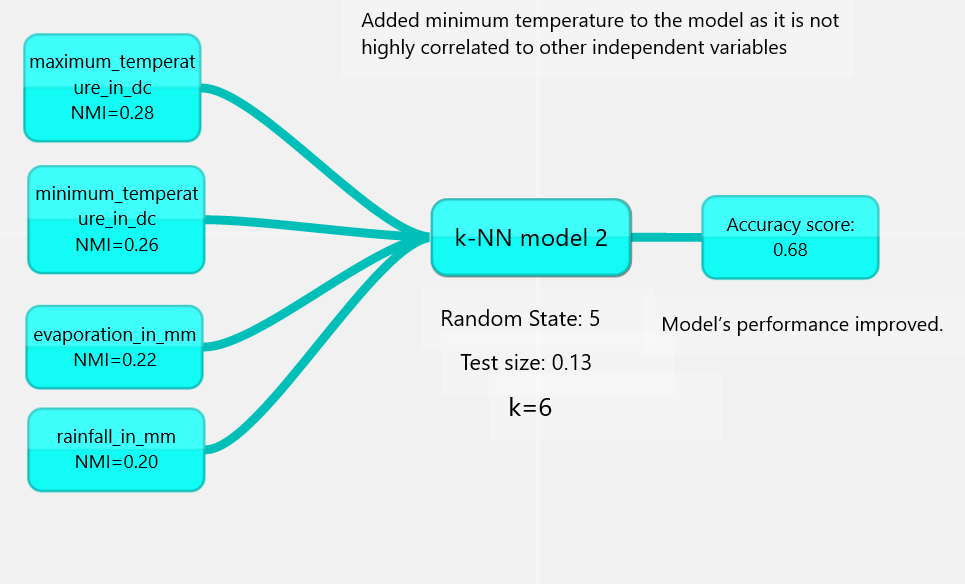 Added minimum temperature to the model as it is not
highly correlated to other independent variables
maximum_temperat
ure_in_dc
NMI=0.28
minimum_temperat
ure_in_dc
NMI=0.26
evaporation_in_mm
NMI=0.22
rainfall_in_mm
NMI=0.20
k-NN model 2
Random State: 5
Test size: 0.13
k=6
Accuracy score:
0.68
Model’s performance improved.